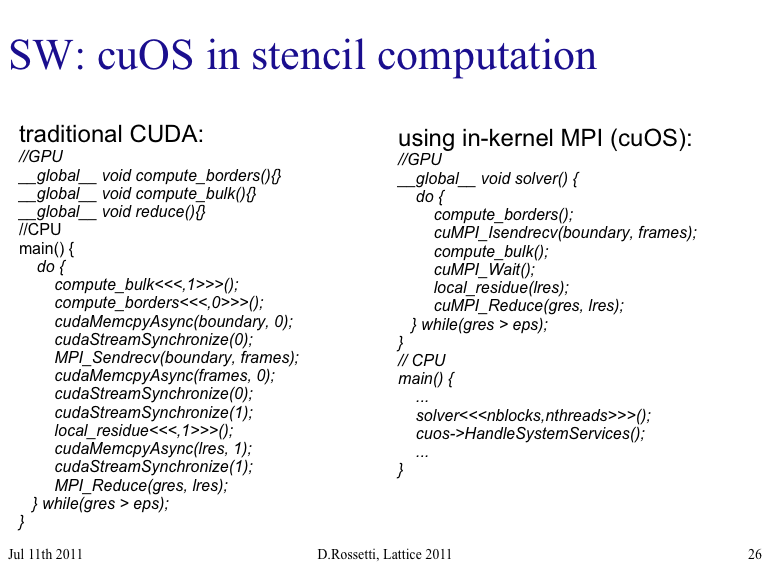 SW: cuOS in stencil computation
traditional CUDA:
//GPU
__global__ void compute_borders(){}
__global__ void compute_bulk(){}
__global__ void reduce(){}
//CPU
main() {
do {
compute_bulk<<<,1>>>();
compute_borders<<<,0>>>();
cudaMemcpyAsync(boundary, 0);
cudaStreamSynchronize(0);
MPI_Sendrecv(boundary, frames);
cudaMemcpyAsync(frames, 0);
cudaStreamSynchronize(0);
cudaStreamSynchronize(1);
local_residue<<<,1>>>();
cudaMemcpyAsync(lres, 1);
cudaStreamSynchronize(1);
MPI_Reduce(gres, lres);
} while(gres > eps);
}
using in-kernel MPI (cuOS):
//GPU
__global__ void solver() {
do {
compute_borders();
cuMPI_Isendrecv(boundary, frames);
compute_bulk();
cuMPI_Wait();
local_residue(lres);
cuMPI_Reduce(gres, lres);
} while(gres > eps);
}
// CPU
main() {
...
solver<<<nblocks,nthreads>>>();
cuos->HandleSystemServices();
...
}
Jul 11th 2011
D.Rossetti, Lattice 2011
26